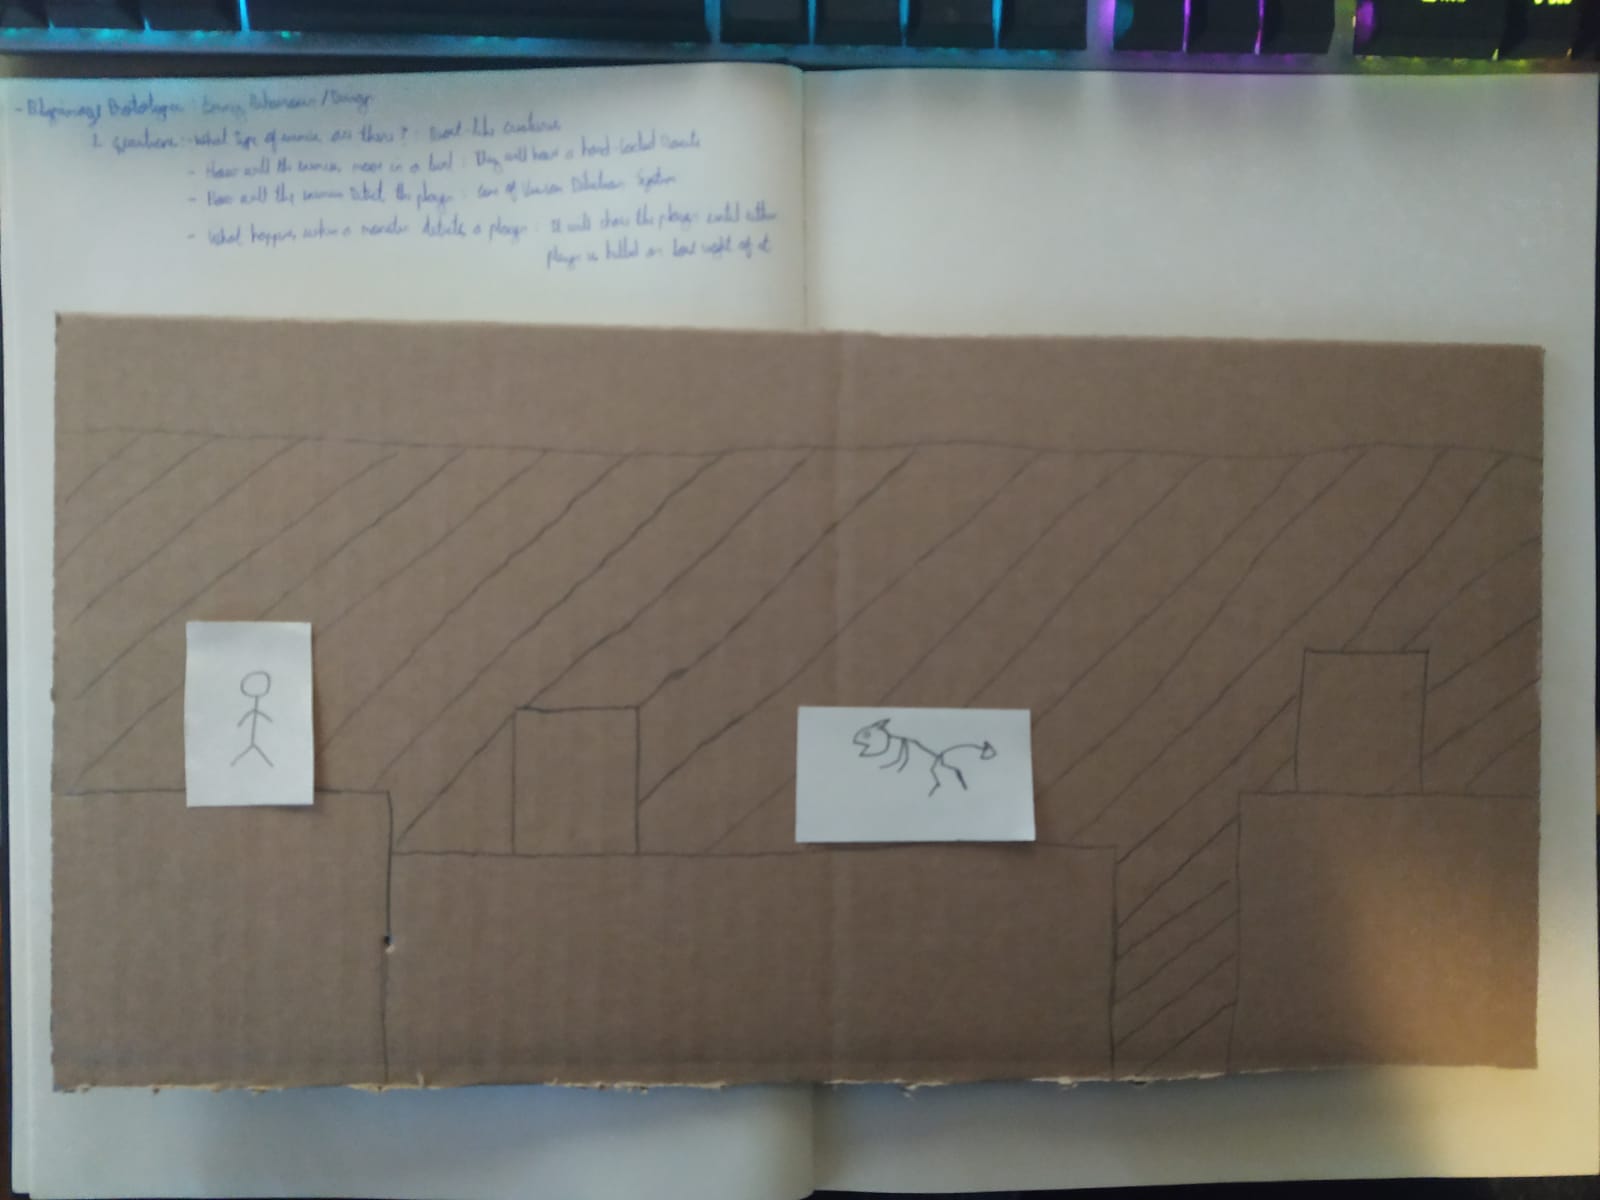 - Pilgrimage Prototype : Enemy Behaviour / Design
1. Questions :- What type of enemies are there? : Beast-like creatures
- How will the enemies move in a level : They will have a hard-coded
- How will the enemies detect the player : Cone of Vision Detection System
- What happens when a monster detects a player : It will chase the player until either
player is killed or lose sight of it